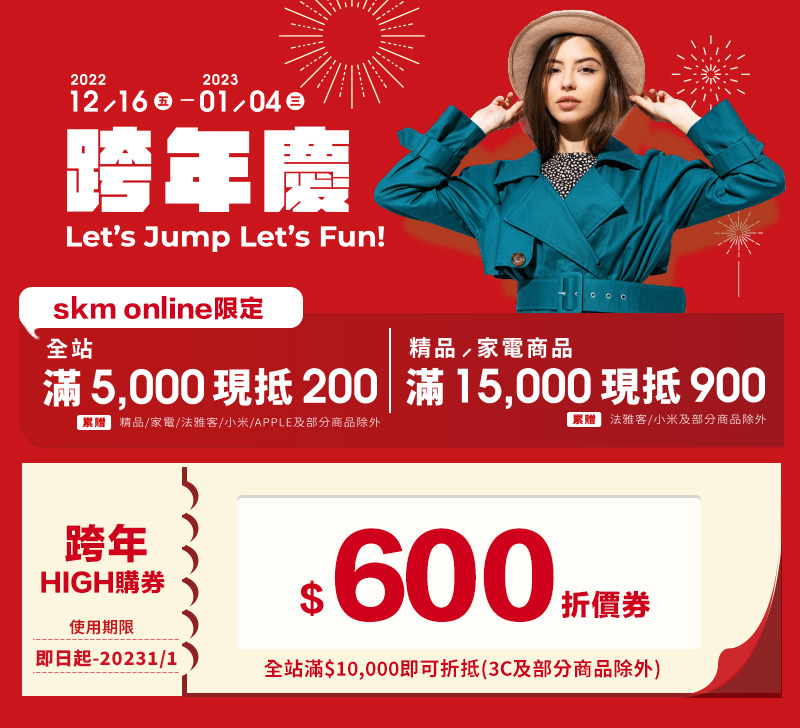 2022 2023
12/16 五 – 01/04 三
跨年慶
Let's Jump Let's Fun!
skm online限定
全站
滿 5,000 現抵 200
累贈 精品/家電/法雅客/小米/APPLE及部分商品除外
精品/家電商品
滿 15,000 現抵 900
累贈 法雅客/小米及部分商品除外
跨年
HIGH購券
使用期限
即日起-20231/1
$600折價券
全站滿$10,000即可折抵(3C及部分商品除外)